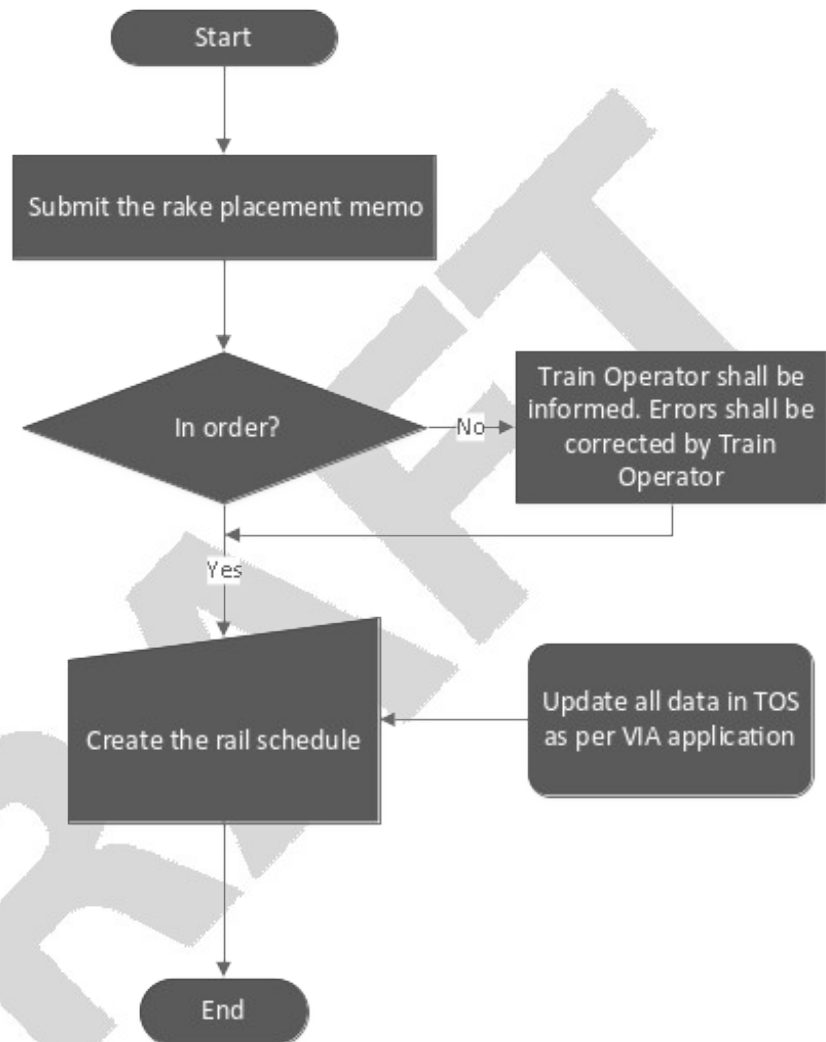 Start
Submit the rake placement memo
In order?
No
Train Operator shall be
informed. Errors shall be
corrected by Train
Operator
Yes
Create the rail schedule
Update all data in TOS
as per VIA application
End
DRAFT